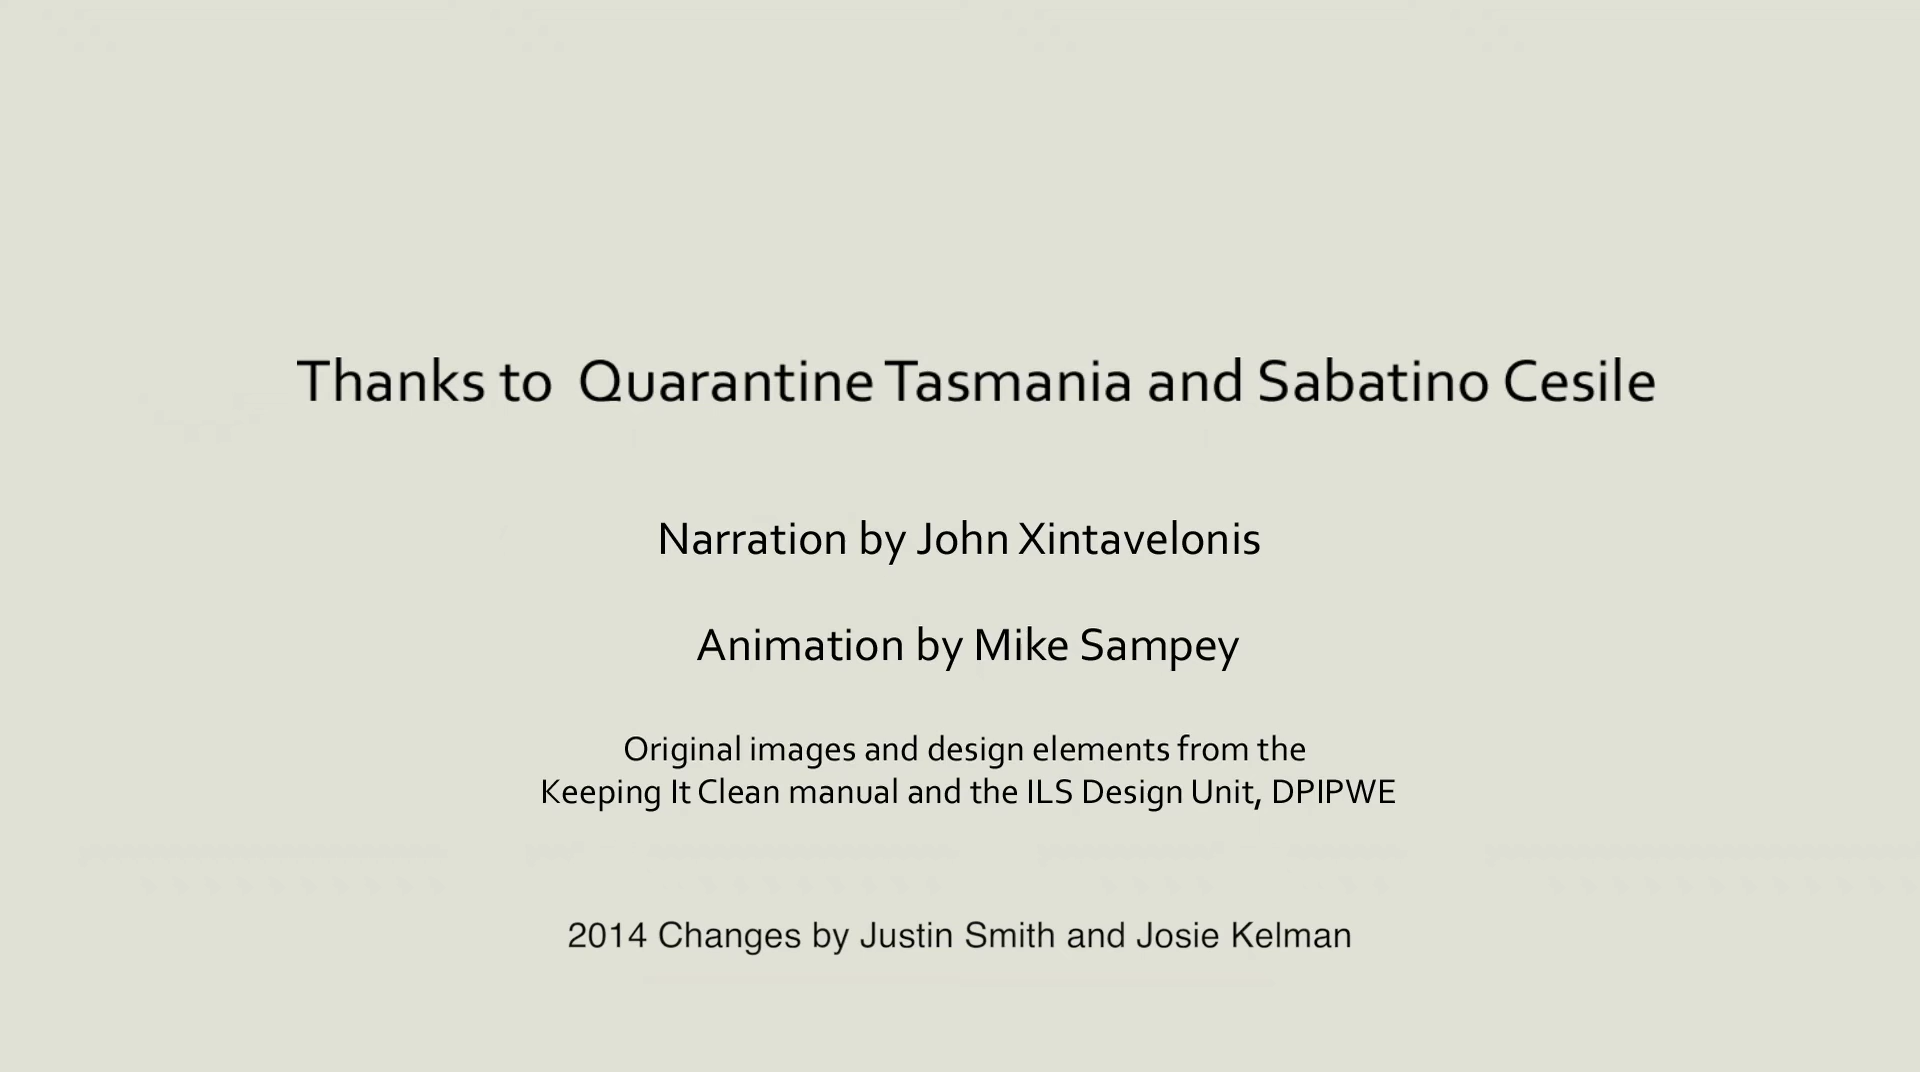 Thanks to  Quarantine Tasmania and Sabatino Cesile
Narration by John Xintavelonis
Animation by Mike Sampey
Original images and design elements from the
Keeping It Clean manual and the ILS Design Unit, DPIPWE
2014 Changes by Justin Smith and Josie Kelman